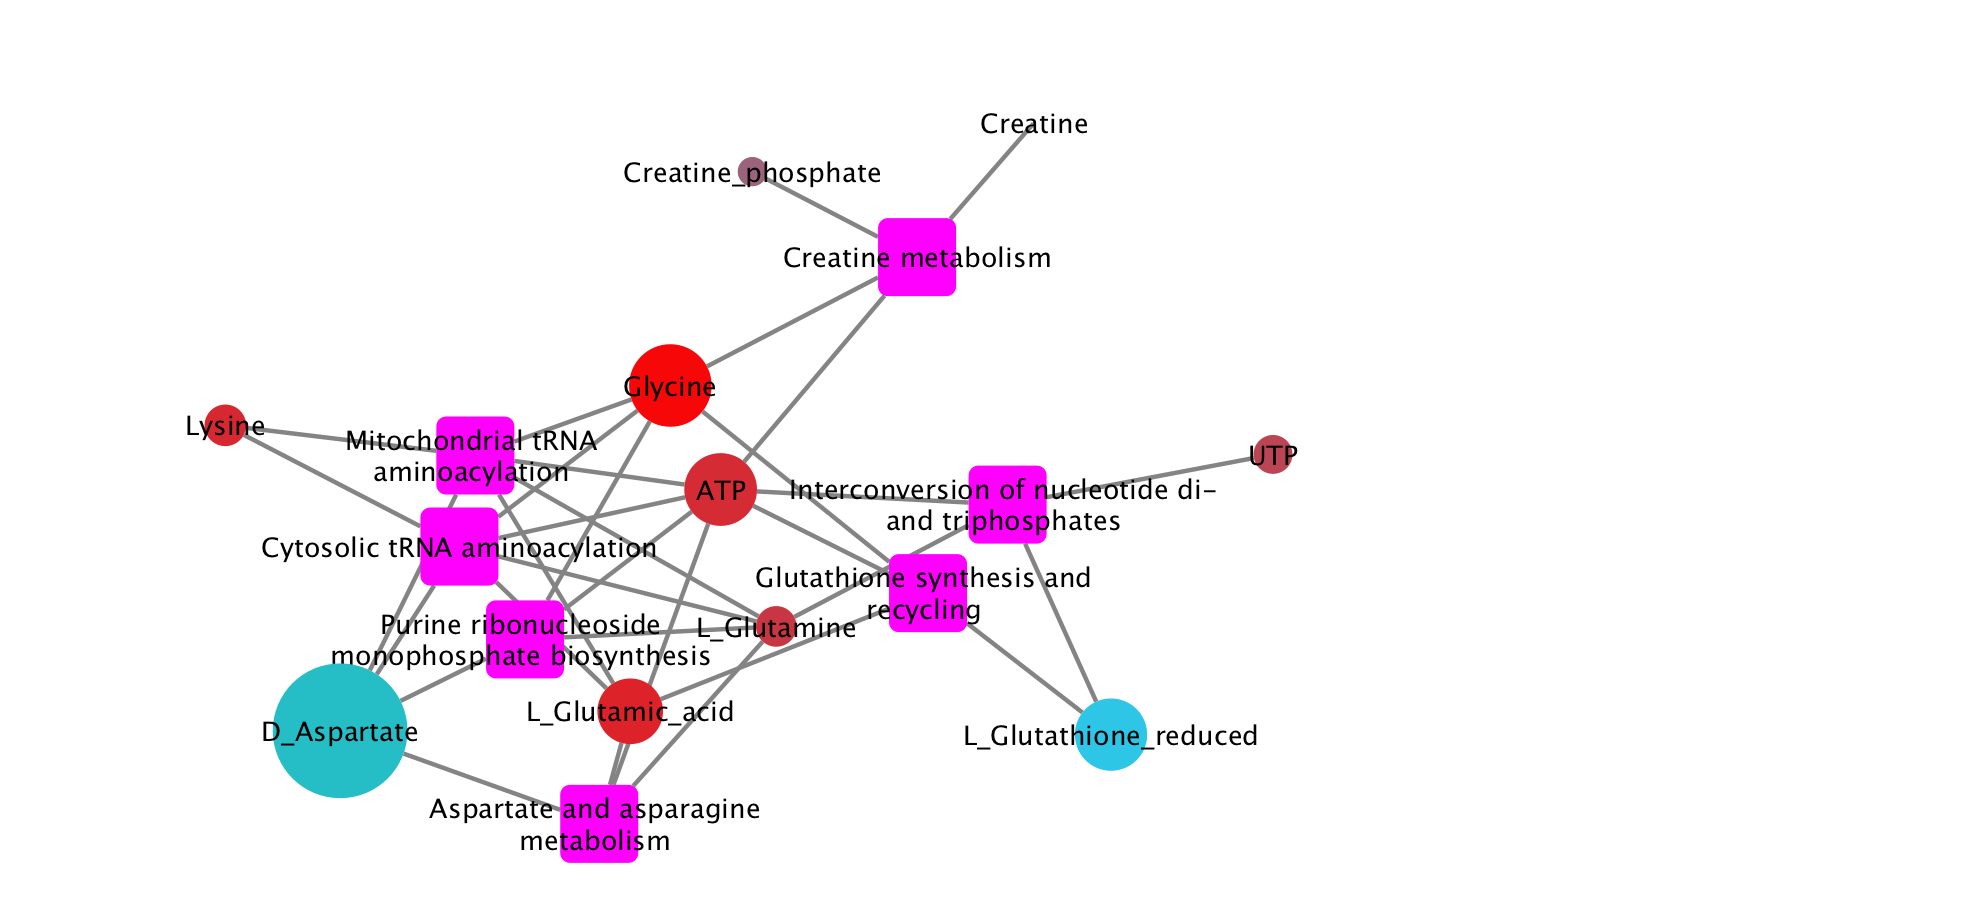 Creatine
Creatine_phosphate
Creatine metabolism
Glycine
Lysine
Mitochondrial tRNA
aminoacylation
UTP
ATP
Interconversion of nucleotide di-
and triphosphates
Cytosolic tRNA aminoacylation
Glutathione synthesis and
recycling
Purine ribonucleoside
monophosphate biosynthesis
L_Glutamine
L_Glutamic_acid
D_Aspartate
L_Glutathione_reduced
Aspartate and asparagine
metabolism